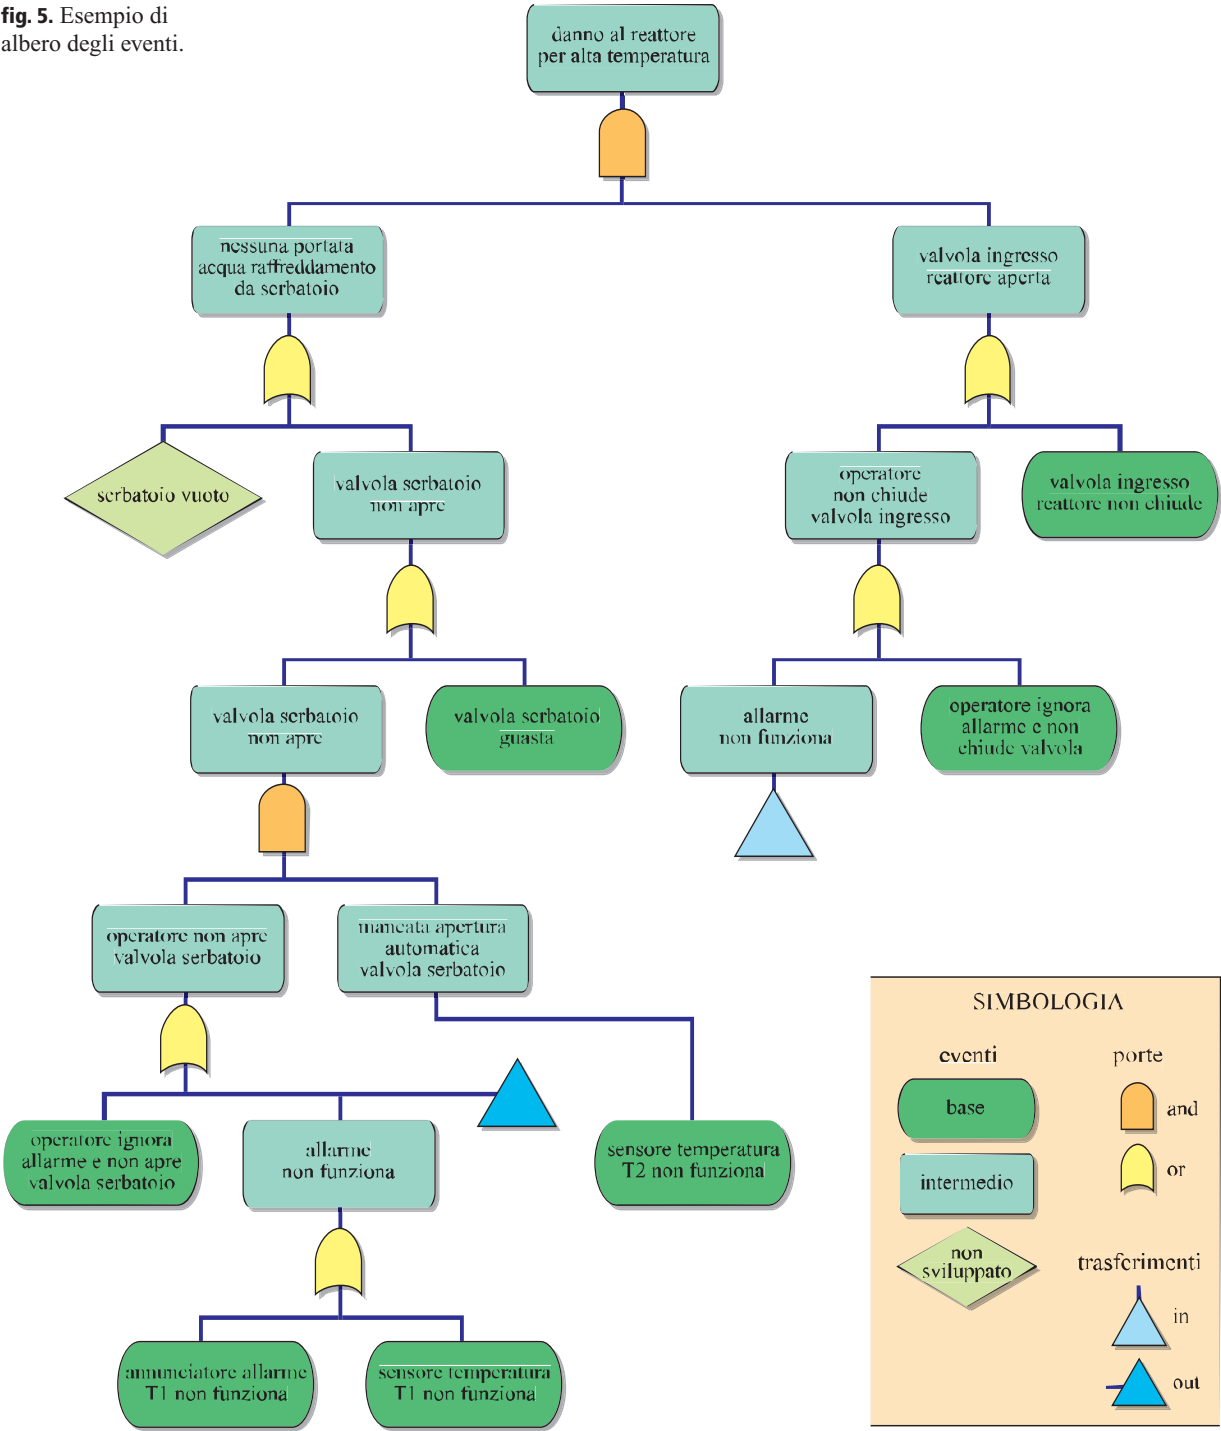 fig. 5. Esempio di
albero degli eventi.
danno al reattore
per alta temperatura
nessuna portata
acqua raffreddamento
da serbatoio
valvola ingresso
reattore aperta
serbatoio vuoto
valvola serbatoio
non apre
operatore
non chiude
valvola ingresso
valvola ingresso
reattore non chiude
valvola serbatoio
non apre
valvola serbatoio
guasta
allarme
non funziona
operatore ignora
allarme e non
chiude valvola
operatore non apre
valvola serbatoio
mancata apertura
automatica
valvola serbatoio
operatore ignora
allarme e non apre
valvola serbatoio
allarme
non funziona
sensore temperatura
T2 non funziona
annunciatore allarme
T1 non funziona
sensore temperatura
T1 non funziona
SIMBOLOGIA
eventi
porte
base
and
intermedio
or
non
sviluppato
trasferimenti
in
out